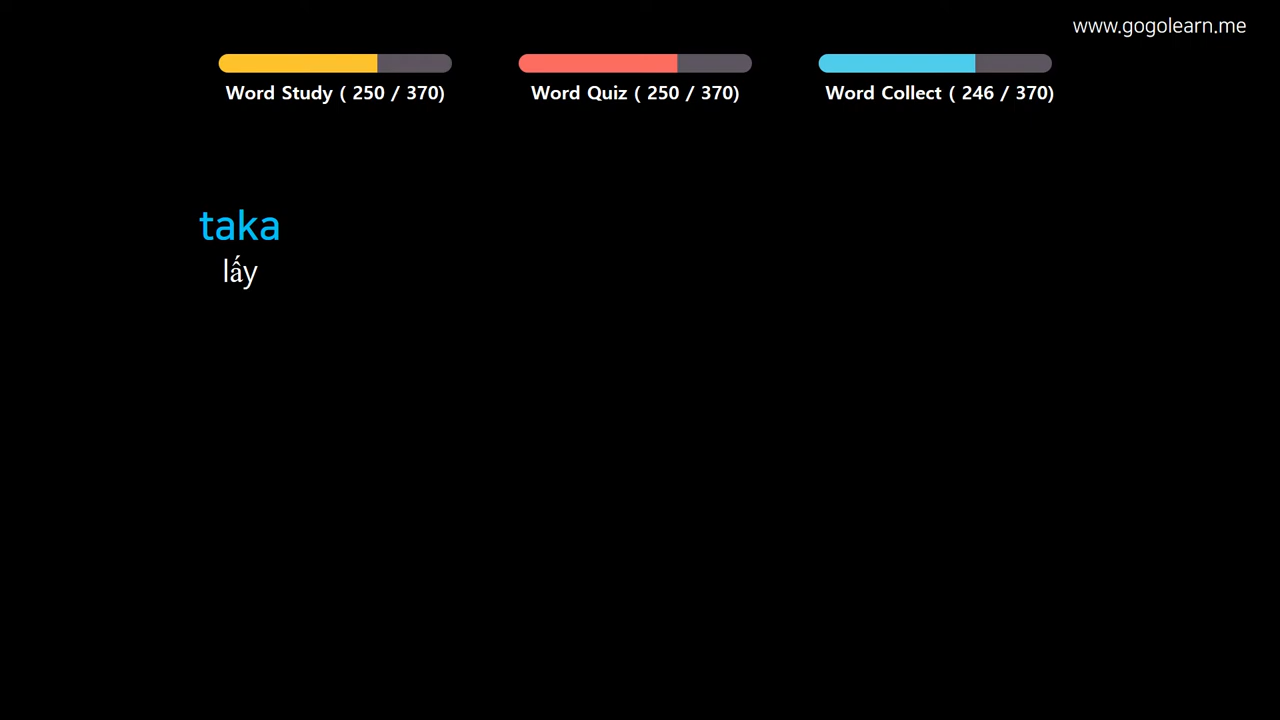 www.gogolearn.me
Word Study ( 250 / 370)
Word Quiz ( 250 / 370)
Word Collect ( 246 / 370)
taka
lấy